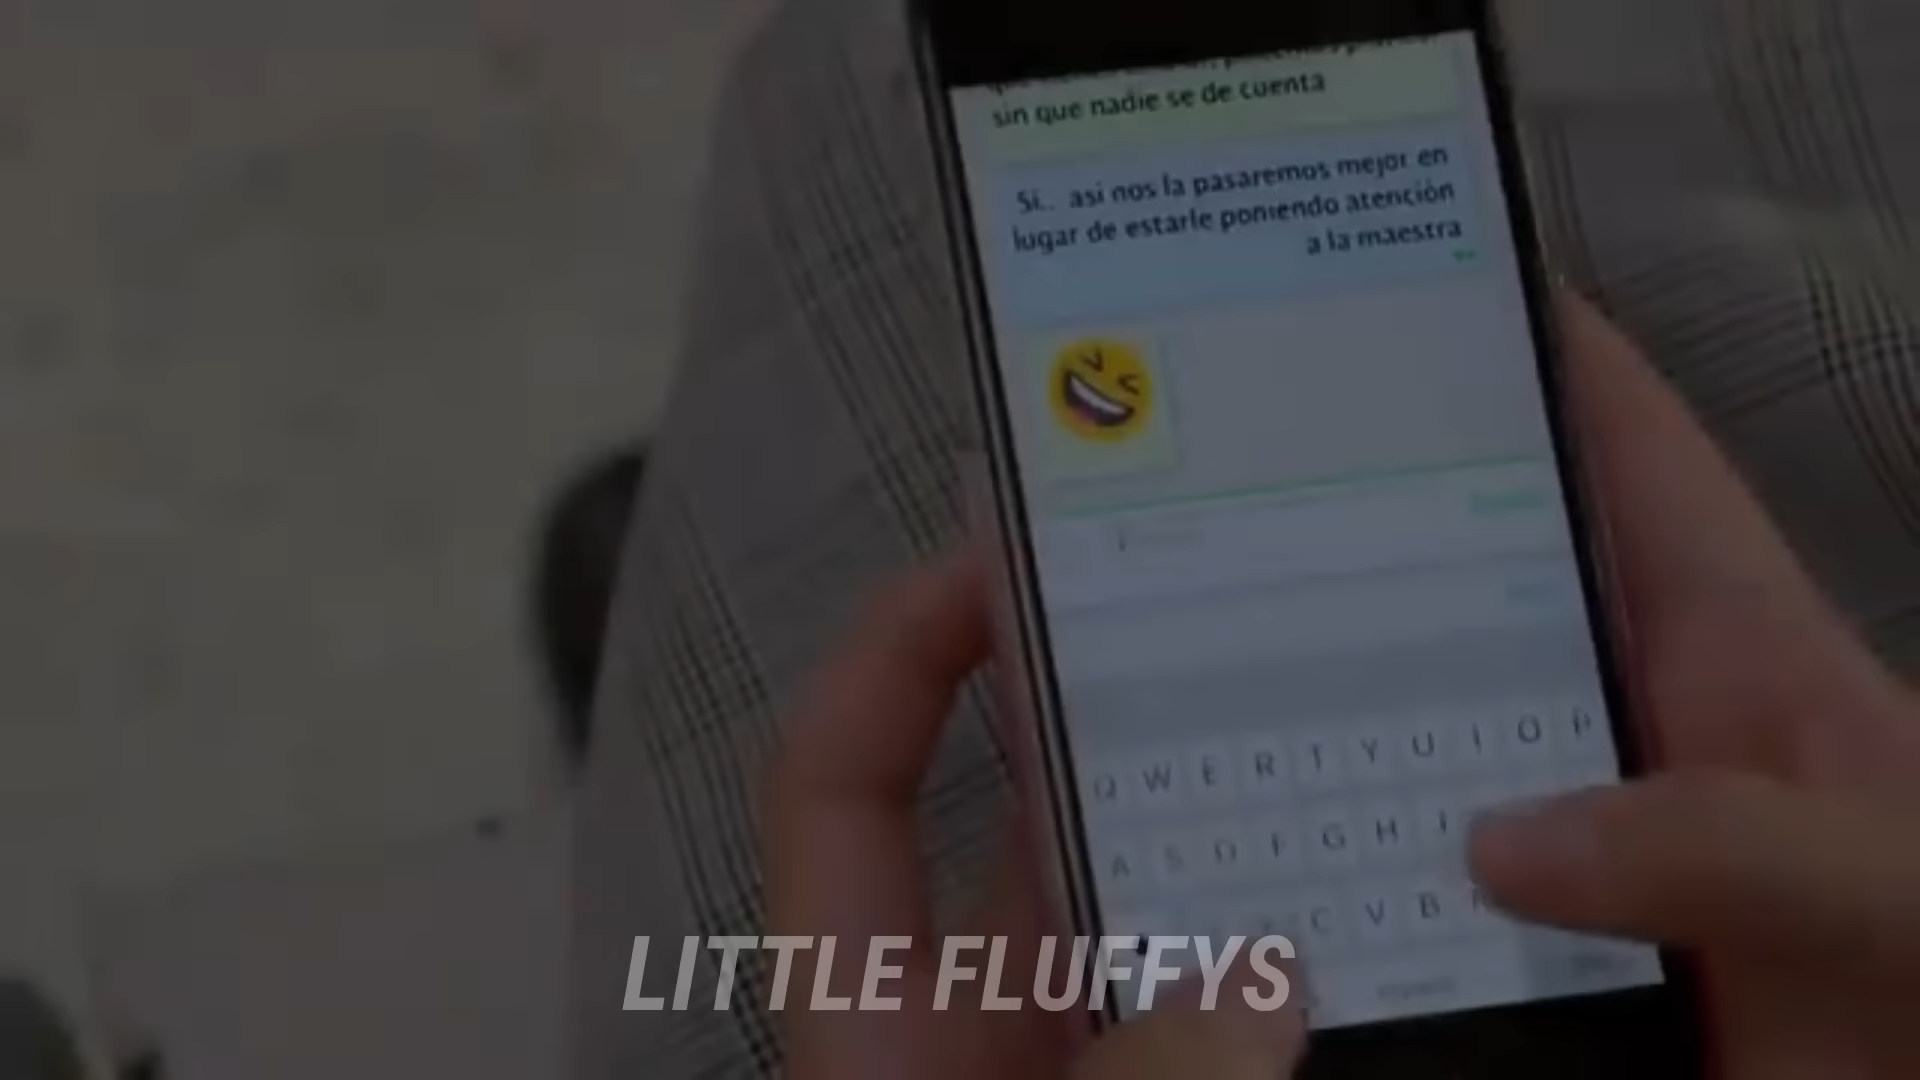 sin que nadie se de cuenta
Si.. asi nos la pasaremos mejor en
lugar de estarle poniendo atención
a la maestra
Q W E R T Y U I O P
A S D F G H J
C V B
LITTLE FLUFFYS